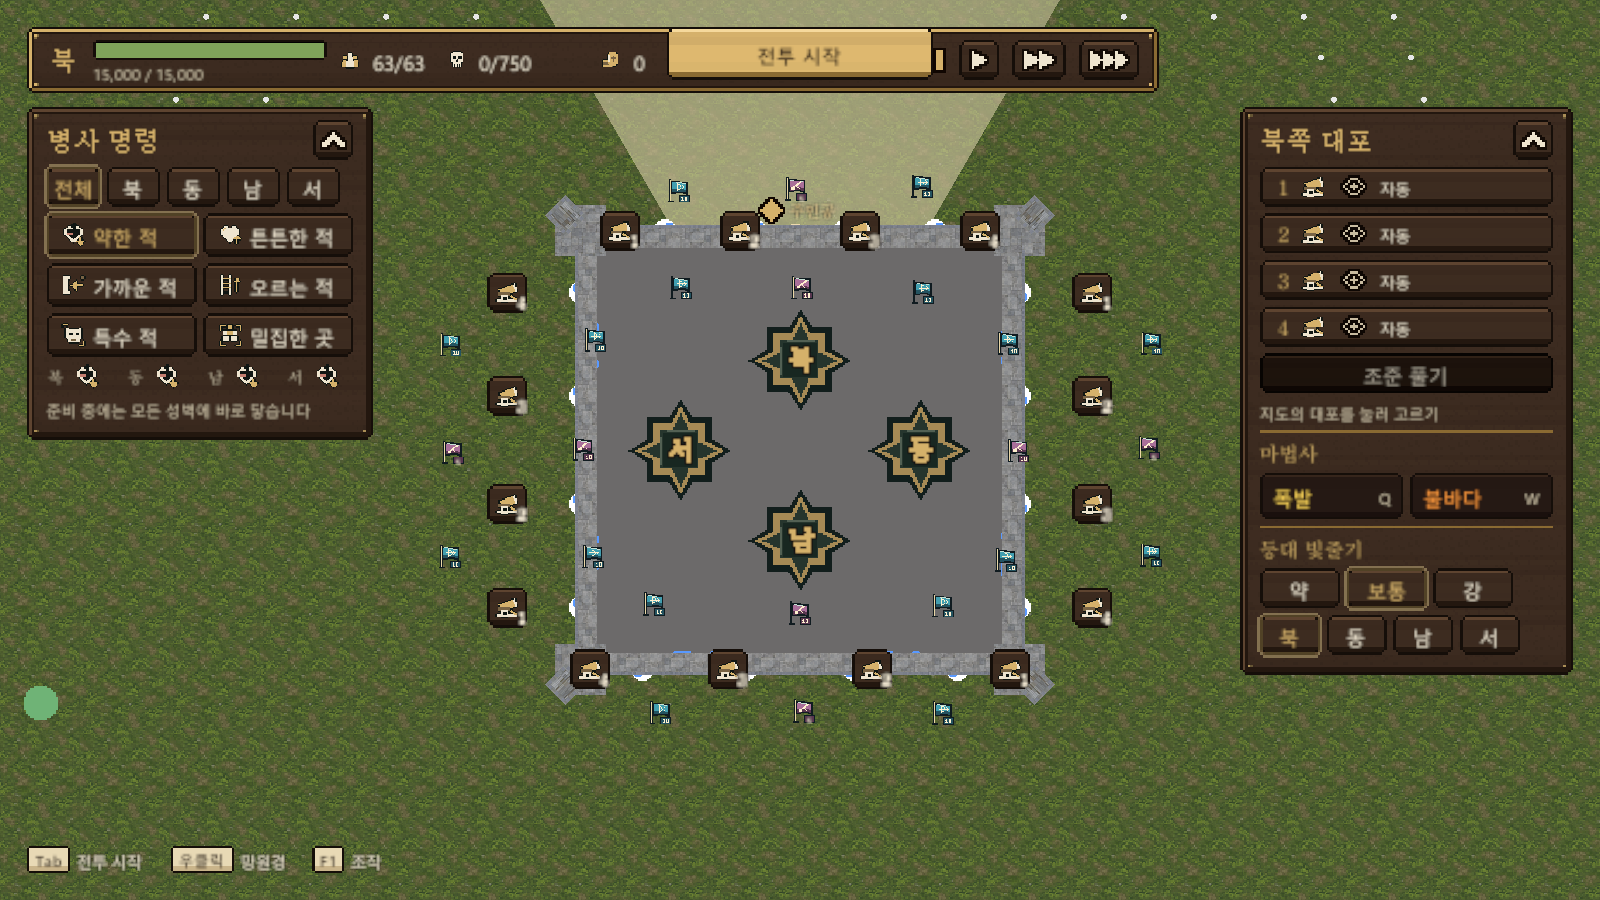 북
15,000 / 15,000
63/63
0/750
0
전투 시작
병사 명령
전체 북 동 남 서
약한 적 튼튼한 적
가까운 적 오르는 적
특수 적 밀집한 곳
북 동 남 서
준비 중에는 모든 성벽에 바로 닿습니다
북쪽 대포
1 자동
2 자동
3 자동
4 자동
조준 풀기
지도의 대포를 눌러 고르기
마법사
폭발 Q 불바다 W
등대 빛줄기
약 보통 강
북 동 남 서
북
서
동
남
Tab 전투 시작 우클릭 망원경 F1 조작